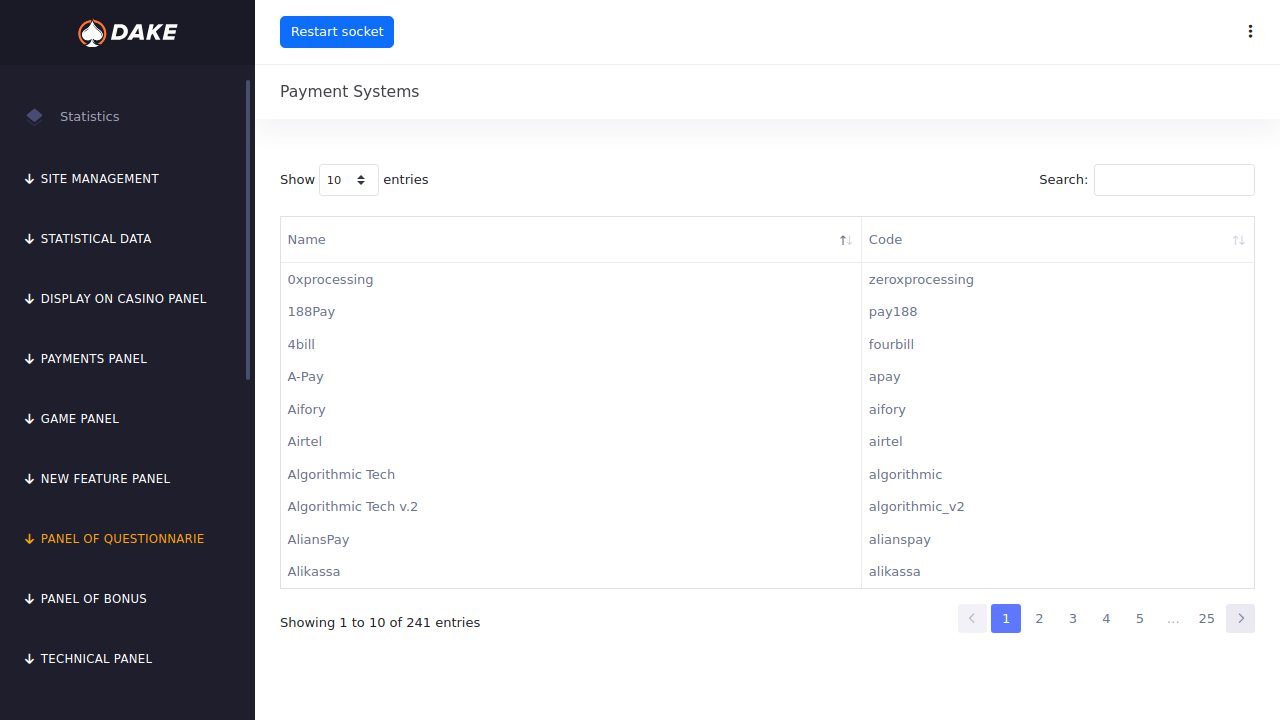 DAKE
Restart socket
Payment Systems
Statistics
SITE MANAGEMENT
STATISTICAL DATA
DISPLAY ON CASINO PANEL
PAYMENTS PANEL
GAME PANEL
NEW FEATURE PANEL
PANEL OF QUESTIONNARIE
PANEL OF BONUS
TECHNICAL PANEL
Show 10 entries
Search:
Name Code
0xprocessing zeroxprocessing
188Pay pay188
4bill fourbill
A-Pay apay
Aifory aifory
Airtel airtel
Algorithmic Tech algorithmic
Algorithmic Tech v.2 algorithmic_v2
AliansPay alianspay
Alikassa alikassa
Showing 1 to 10 of 241 entries
1 2 3 4 5 ... 25